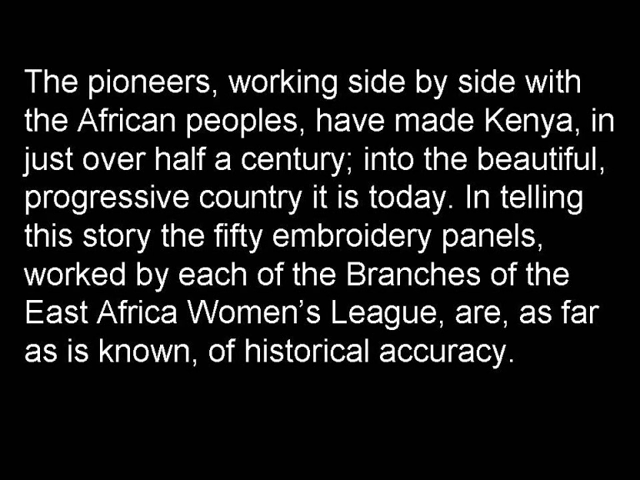 The pioneers, working side by side with
the African peoples, have made Kenya, in
just over half a century; into the beautiful,
progressive country it is today. In telling
this story the fifty embroidery panels,
worked by each of the Branches of the
East Africa Women’s League, are, as far
as is known, of historical accuracy.